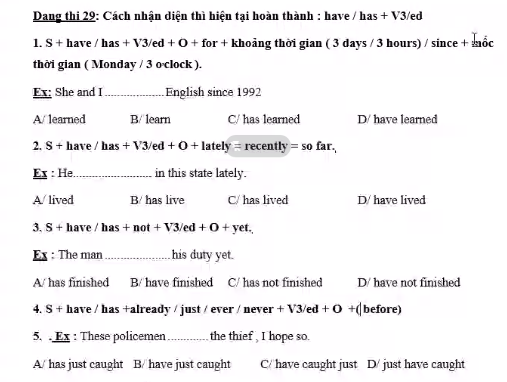 Dạng thi 29: Cách nhận diện thì hiện tại hoàn thành : have / has + V3/ed
1. S + have / has + V3/ed + O + for + khoảng thời gian ( 3 days / 3 hours) / since + mốc
thời gian ( Monday / 3 o'clock ).
Ex: She and I ................... English since 1992
A/ learned B/ learn C/ has learned D/ have learned
2. S + have / has + V3/ed + O + lately = recently = so far.
Ex : He.......................... in this state lately.
A/ lived B/ has live C/ has lived D/ have lived
3. S + have / has + not + V3/ed + O + yet.
Ex : The man ..................... his duty yet.
A/ has finished B/ have finished C/ has not finished D/ have not finished
4. S + have / has +already / just / ever / never + V3/ed + O +( before)
5. . Ex : These policemen ............. the thief , I hope so.
A/ has just caught B/ have just caught C/ have caught just D/ just have caught